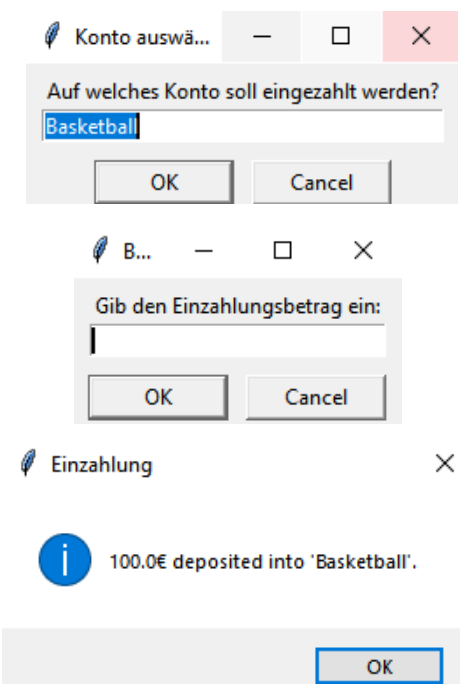 Konto auswä...
Auf welches Konto soll eingezahlt werden?
Basketball
OK Cancel
B...
Gib den Einzahlungsbetrag ein:
OK Cancel
Einzahlung
100.0€ deposited into 'Basketball'.
OK